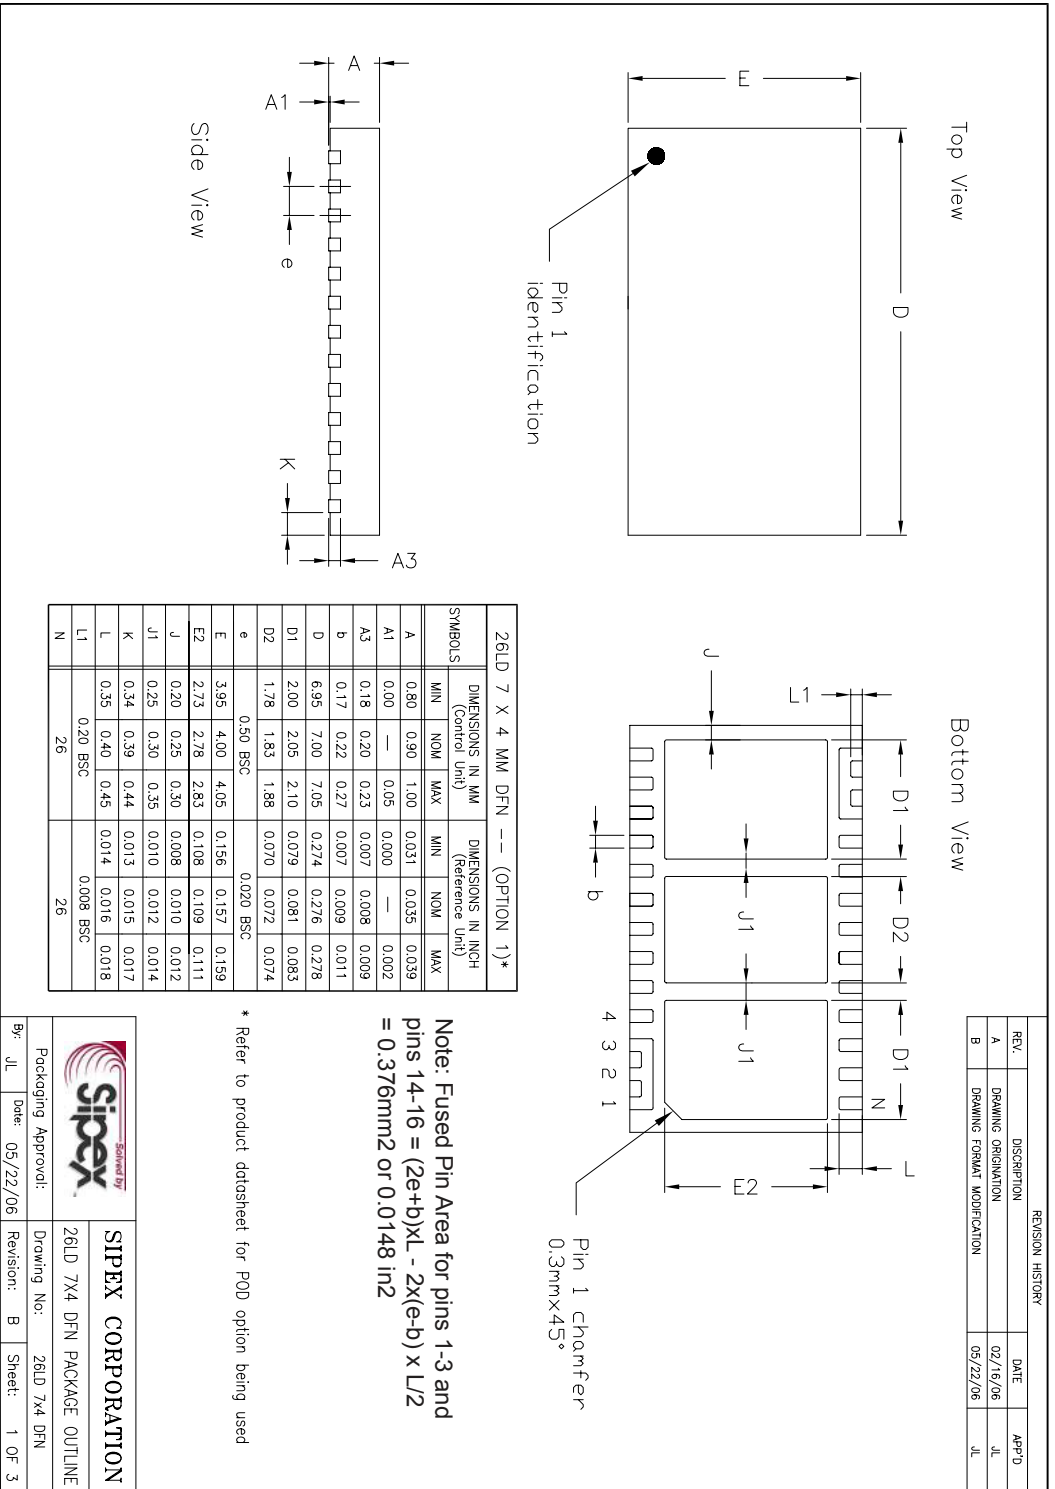 REVISION HISTORY
REV. DISCRIPTION DATE APP'D
A DRAWING ORIGINATION 02/16/06 JL
B DRAWING FORMAT MODIFICATION 05/22/06 JL
Top View
D
E
Pin 1
identification
Bottom View
D1 D2 D1
L1
N
L
J
J1 J1
E2
b
4 3 2 1
Pin 1 chamfer
0.3mmx45°
A
A1
e
K
A3
Side View
26LD 7 X 4 MM DFN -- (OPTION 1)*
SYMBOLS DIMENSIONS IN MM (Control Unit) DIMENSIONS IN INCH (Reference Unit)
MIN NOM MAX MIN NOM MAX
A 0.80 0.90 1.00 0.031 0.035 0.039
A1 0.00 — 0.05 0.000 — 0.002
A3 0.18 0.20 0.23 0.007 0.008 0.009
b 0.17 0.22 0.27 0.007 0.009 0.011
D 6.95 7.00 7.05 0.274 0.276 0.278
D1 2.00 2.05 2.10 0.079 0.081 0.083
D2 1.78 1.83 1.88 0.070 0.072 0.074
e 0.50 BSC 0.020 BSC
E 3.95 4.00 4.05 0.156 0.157 0.159
E2 2.73 2.78 2.83 0.108 0.109 0.111
J 0.20 0.25 0.30 0.008 0.010 0.012
J1 0.25 0.30 0.35 0.010 0.012 0.014
K 0.34 0.39 0.44 0.013 0.015 0.017
L 0.35 0.40 0.45 0.014 0.016 0.018
L1 0.20 BSC 0.008 BSC
N 26 26
Note: Fused Pin Area for pins 1-3 and
pins 14-16 = (2e+b)xL - 2x(e-b) x L/2
= 0.376mm2 or 0.0148 in2
* Refer to product datasheet for POD option being used
Solved by
Sipex
SIPEX CORPORATION
26LD 7X4 DFN PACKAGE OUTLINE
Packaging Approval: Drawing No: 26LD 7x4 DFN
By: JL Date: 05/22/06 Revision: B Sheet: 1 OF 3